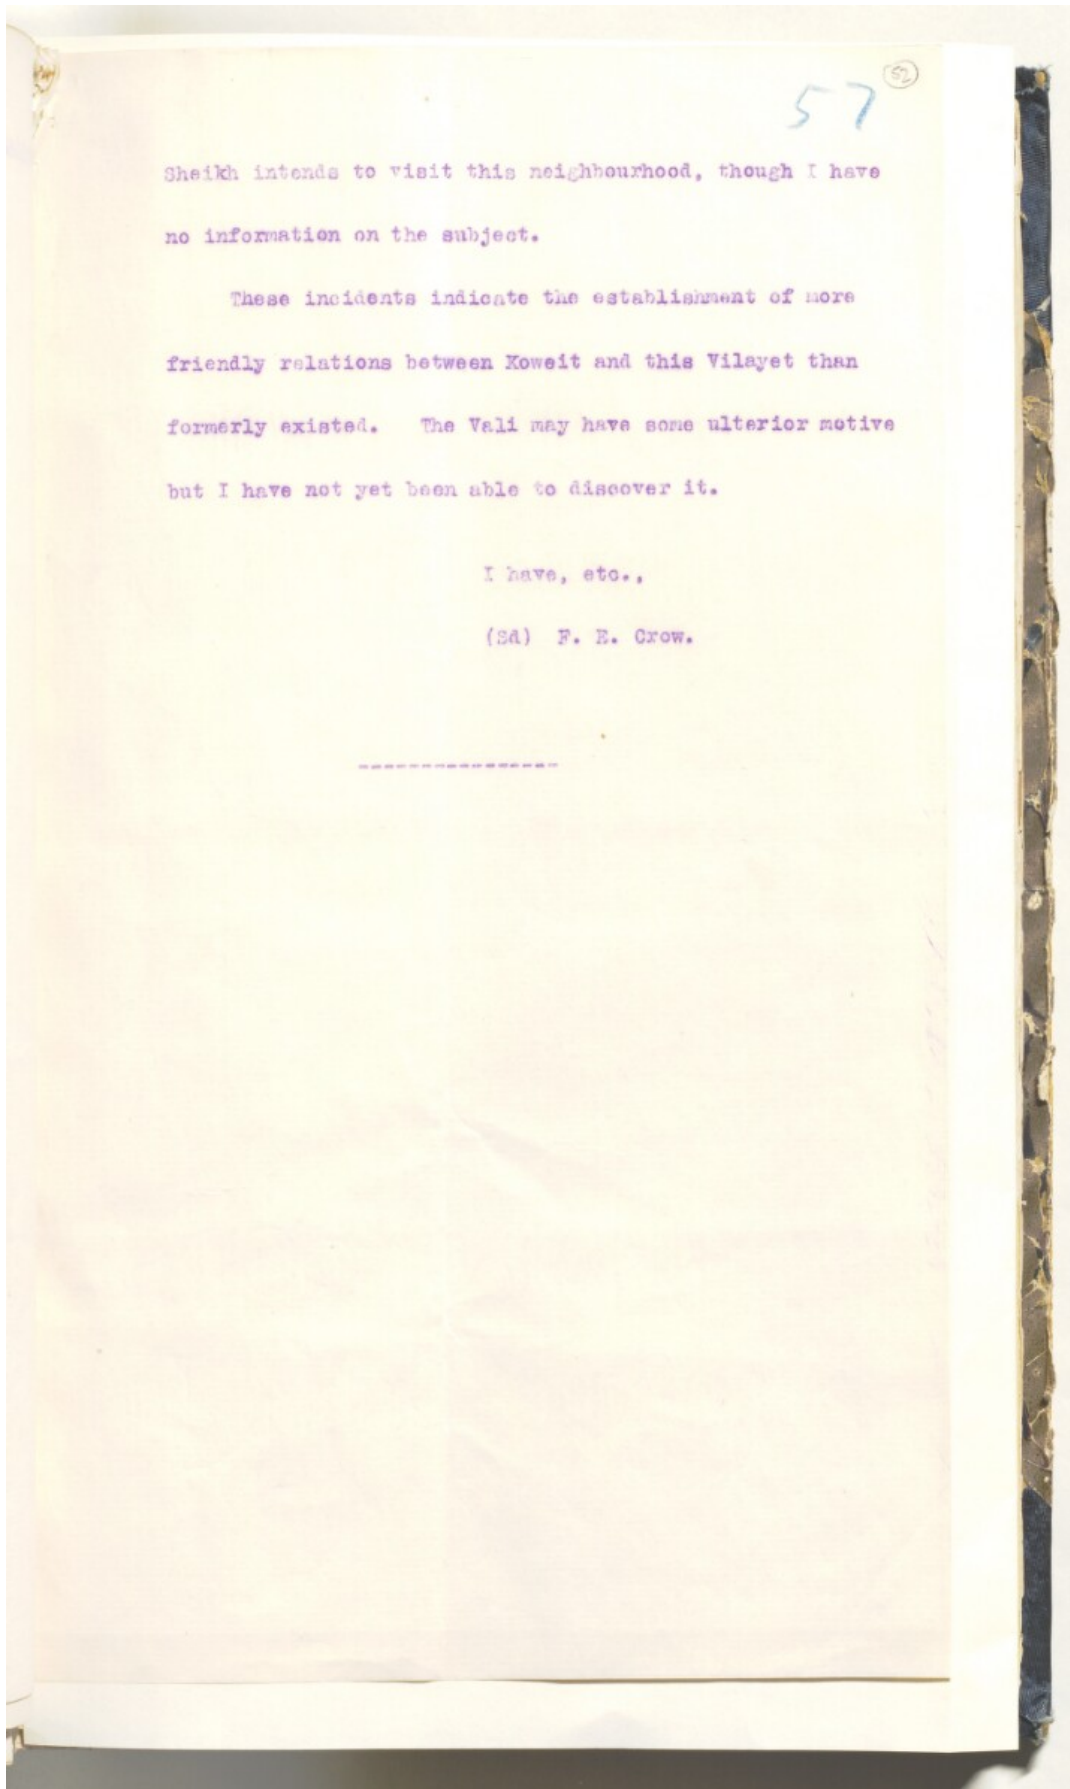 52
57
Sheikh intends to visit this neighbourhood, though I have
no information on the subject.
These incidents indicate the establishment of more
friendly relations between Koweit and this Vilayet than
formerly existed. The Vali may have some ulterior motive
but I have not yet been able to discover it.
I have, etc.,
(Sd) F. E. Crow.
----------------